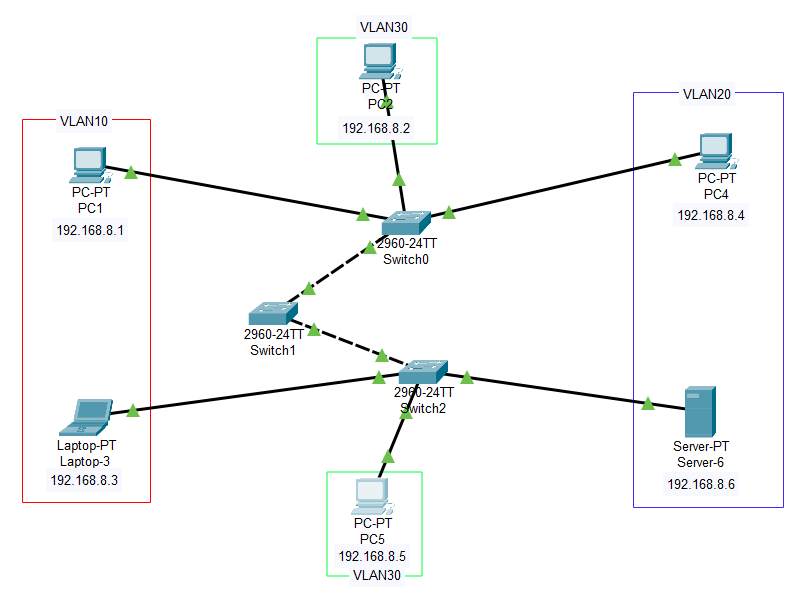 VLAN30
PC-PT
PC2
192.168.8.2
VLAN20
PC-PT
PC4
192.168.8.4
VLAN10
PC-PT
PC1
192.168.8.1
2960-24TT
Switch0
2960-24TT
Switch1
2960-24TT
Switch2
Laptop-PT
Laptop-3
192.168.8.3
Server-PT
Server-6
192.168.8.6
PC-PT
PC5
192.168.8.5
VLAN30